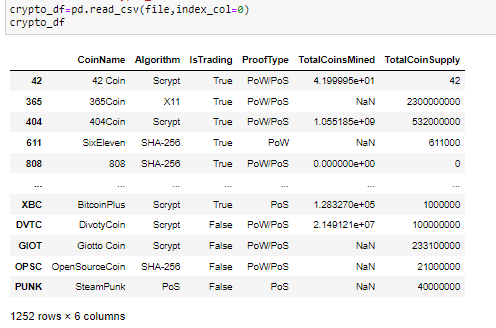 crypto_df=pd.read_csv(file,index_col=0)
crypto_df
CoinName Algorithm IsTrading ProofType TotalCoinsMined TotalCoinSupply
42 42 Coin Scrypt True PoW/PoS 4.199995e+01 42
365 365Coin X11 True PoW/PoS NaN 2300000000
404 404Coin Scrypt True PoW/PoS 1.055185e+09 532000000
611 SixEleven SHA-256 True PoW NaN 611000
808 808 SHA-256 True PoW/PoS 0.000000e+00 0
... ... ... ... ... ... ...
XBC BitcoinPlus Scrypt True PoS 1.283270e+05 1000000
DVTC DivotyCoin Scrypt False PoW/PoS 2.149121e+07 100000000
GIOT Giotto Coin Scrypt False PoW/PoS NaN 233100000
OPSC OpenSourceCoin SHA-256 False PoW/PoS NaN 21000000
PUNK SteamPunk PoS False PoS NaN 40000000
1252 rows × 6 columns